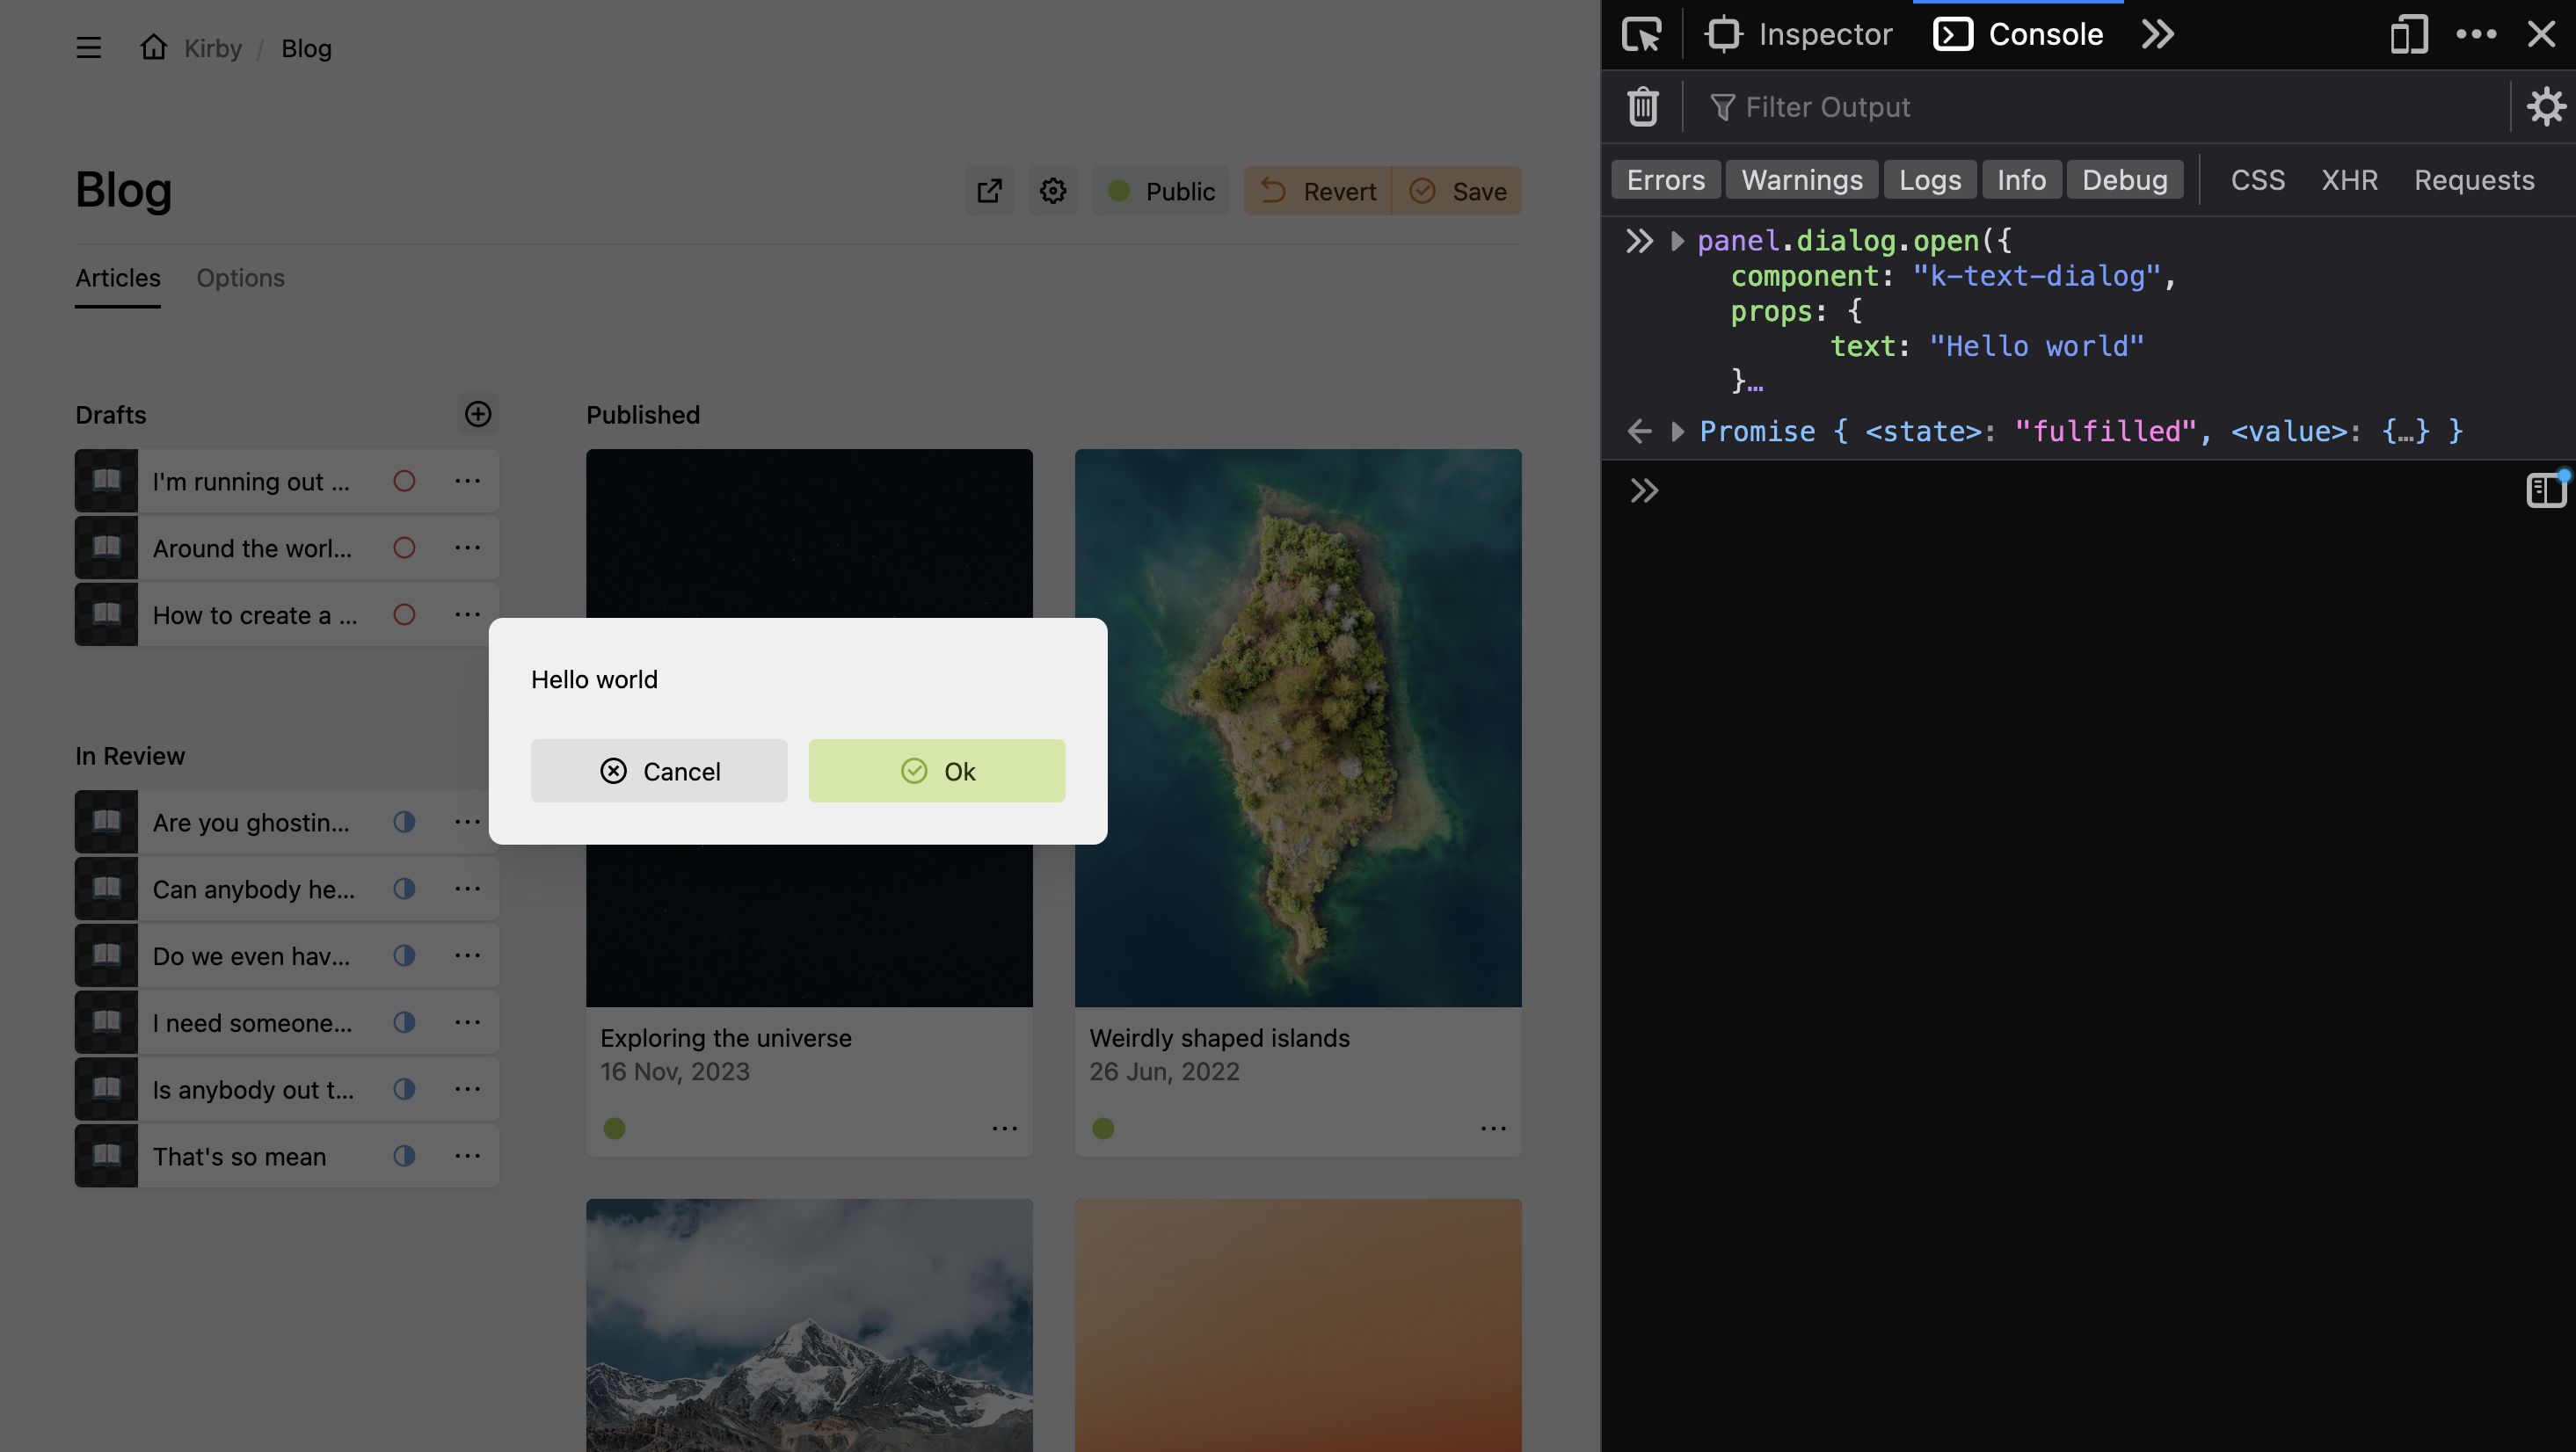 Kirby / Blog
Blog
Public
Revert
Save
Articles
Options
Drafts
I'm running out ...
Around the worl...
How to create a ...
In Review
Are you ghostin...
Can anybody he...
Do we even hav...
I need someone...
Is anybody out t...
That's so mean
Published
Exploring the universe
16 Nov, 2023
Weirdly shaped islands
26 Jun, 2022
Hello world
Cancel
Ok
Inspector
Console
Filter Output
Errors
Warnings
Logs
Info
Debug
CSS
XHR
Requests
panel.dialog.open({
component: "k-text-dialog",
props: {
text: "Hello world"
}…
Promise { <state>: "fulfilled", <value>: {…} }